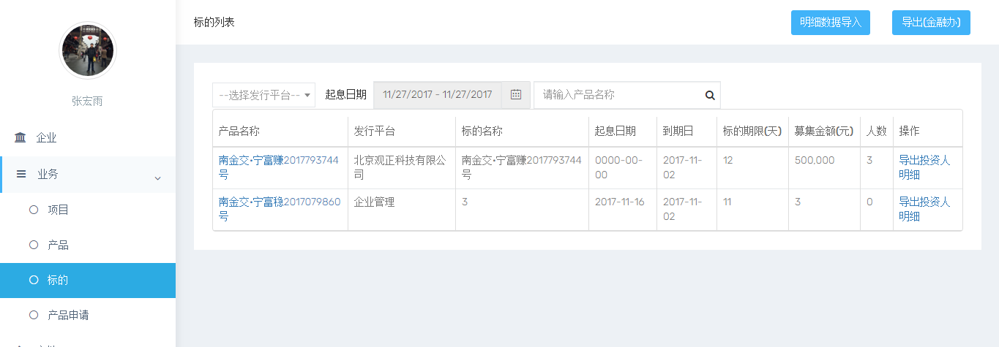 标的列表
明细数据导入
导出(金融办)
张宏雨
企业
业务
项目
产品
标的
产品申请
--选择发行平台--
起息日期
11/27/2017 - 11/27/2017
请输入产品名称
产品名称 发行平台 标的名称 起息日期 到期日 标的期限(天) 募集金额(元) 人数 操作
南金交·宁富赚2017793744 北京观正科技有限公 南金交·宁富赚2017793744 0000-00- 2017-11- 12 500,000 3 导出投资人
号 司 号 00 02 明细
南金交·宁富稳2017079860 企业管理 3 2017-11-16 2017-11- 11 3 0 导出投资人
号 02 明细